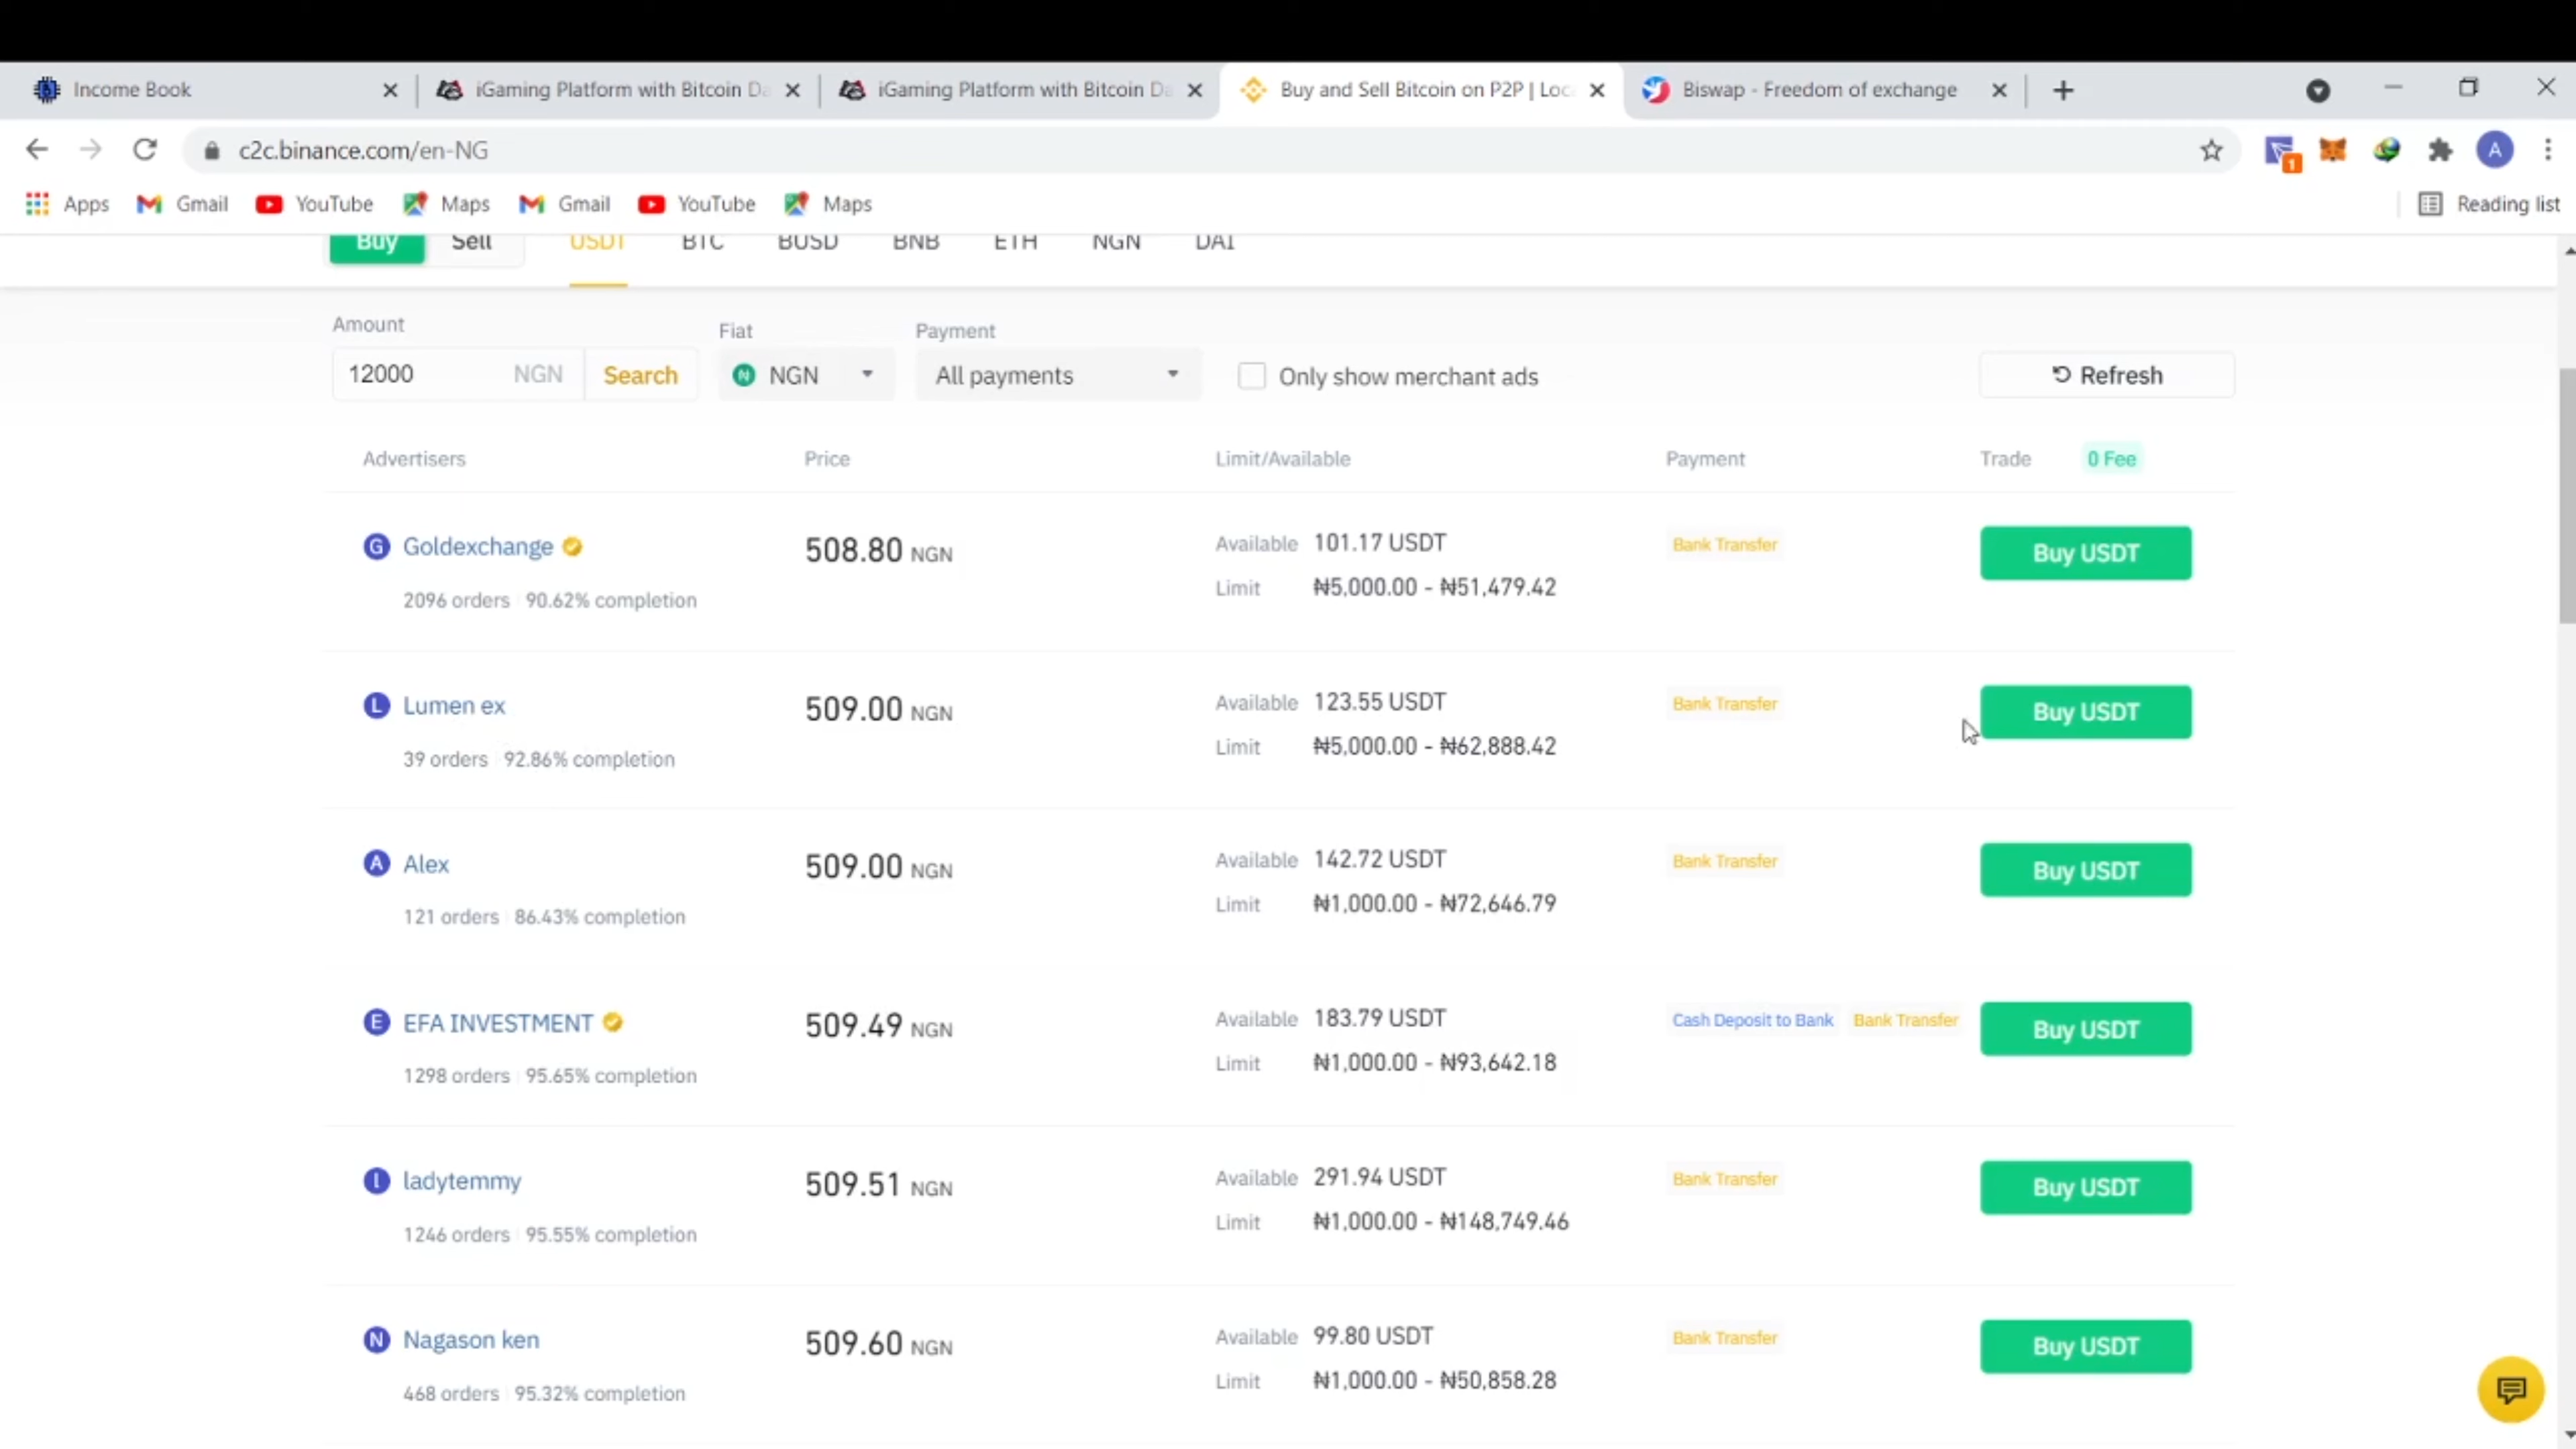 Income Book
iGaming Platform with Bitcoin Da
iGaming Platform with Bitcoin Da
Buy and Sell Bitcoin on P2P | Loc
Biswap - Freedom of exchange
c2c.binance.com/en-NG
1
A
Apps
Gmail
YouTube
Maps
Gmail
YouTube
Maps
Reading list
Buy
Sell
USDT
BTC
BUSD
BNB
ETH
NGN
DAI
Amount
Fiat
Payment
12000 NGN
Search
NGN
All payments
Only show merchant ads
Refresh
Advertisers
Price
Limit/Available
Payment
Trade
0 Fee
G Goldexchange
508.80 NGN
Available 101.17 USDT
Bank Transfer
Buy USDT
2096 orders | 90.62% completion
Limit ₦5,000.00 - ₦51,479.42
L Lumen ex
509.00 NGN
Available 123.55 USDT
Bank Transfer
Buy USDT
39 orders 92.86% completion
Limit ₦5,000.00 - ₦62,888.42
A Alex
509.00 NGN
Available 142.72 USDT
Bank Transfer
Buy USDT
121 orders | 86.43% completion
Limit ₦1,000.00 - ₦72,646.79
E EFA INVESTMENT
509.49 NGN
Available 183.79 USDT
Cash Deposit to Bank Bank Transfer
Buy USDT
1298 orders | 95.65% completion
Limit ₦1,000.00 - ₦93,642.18
l ladytemmy
509.51 NGN
Available 291.94 USDT
Bank Transfer
Buy USDT
1246 orders | 95.55% completion
Limit ₦1,000.00 - ₦148,749.46
N Nagason ken
509.60 NGN
Available 99.80 USDT
Bank Transfer
Buy USDT
468 orders | 95.32% completion
Limit ₦1,000.00 - ₦50,858.28